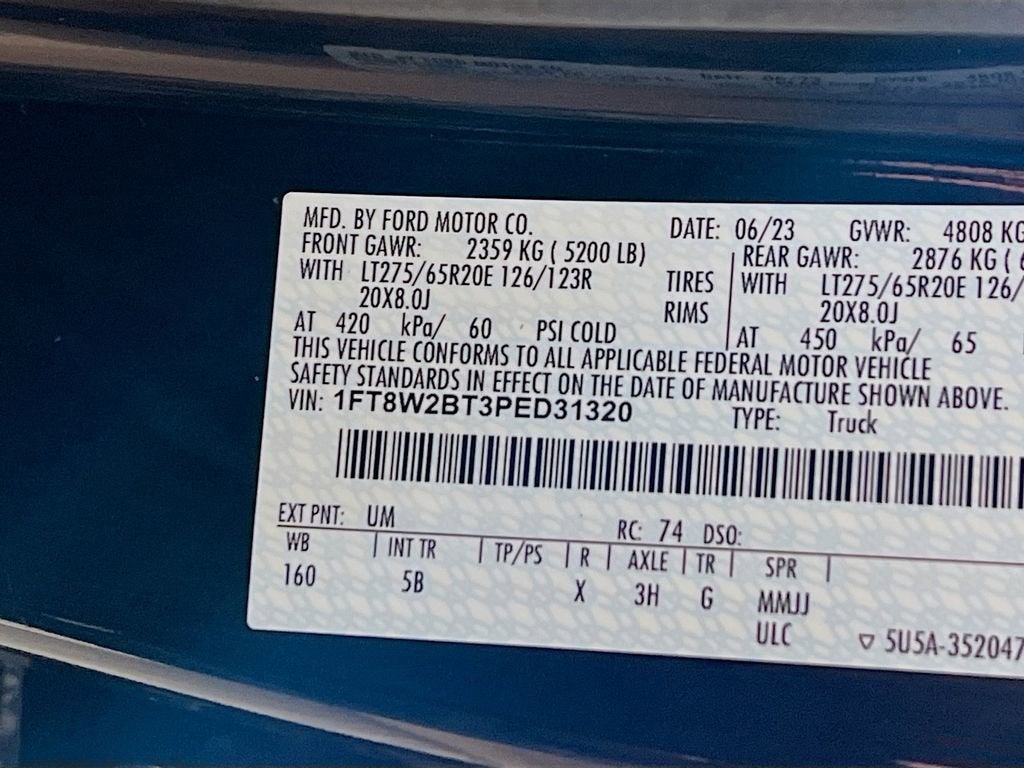 MFD. BY FORD MOTOR CO. DATE: 06/23 GVWR: 4808 KG
FRONT GAWR: 2359 KG ( 5200 LB) REAR GAWR: 2876 KG (
WITH LT275/65R20E 126/123R TIRES WITH LT275/65R20E 126/
20X8.0J RIMS 20X8.0J
AT 420 kPa/ 60 PSI COLD AT 450 kPa/ 65
THIS VEHICLE CONFORMS TO ALL APPLICABLE FEDERAL MOTOR VEHICLE
SAFETY STANDARDS IN EFFECT ON THE DATE OF MANUFACTURE SHOWN ABOVE.
VIN: 1FT8W2BT3PED31320 TYPE: Truck
EXT PNT: UM RC: 74 DSO:
WB INT TR TP/PS R AXLE TR SPR
160 5B X 3H G MMJJ
ULC ▽ 5U5A-352047